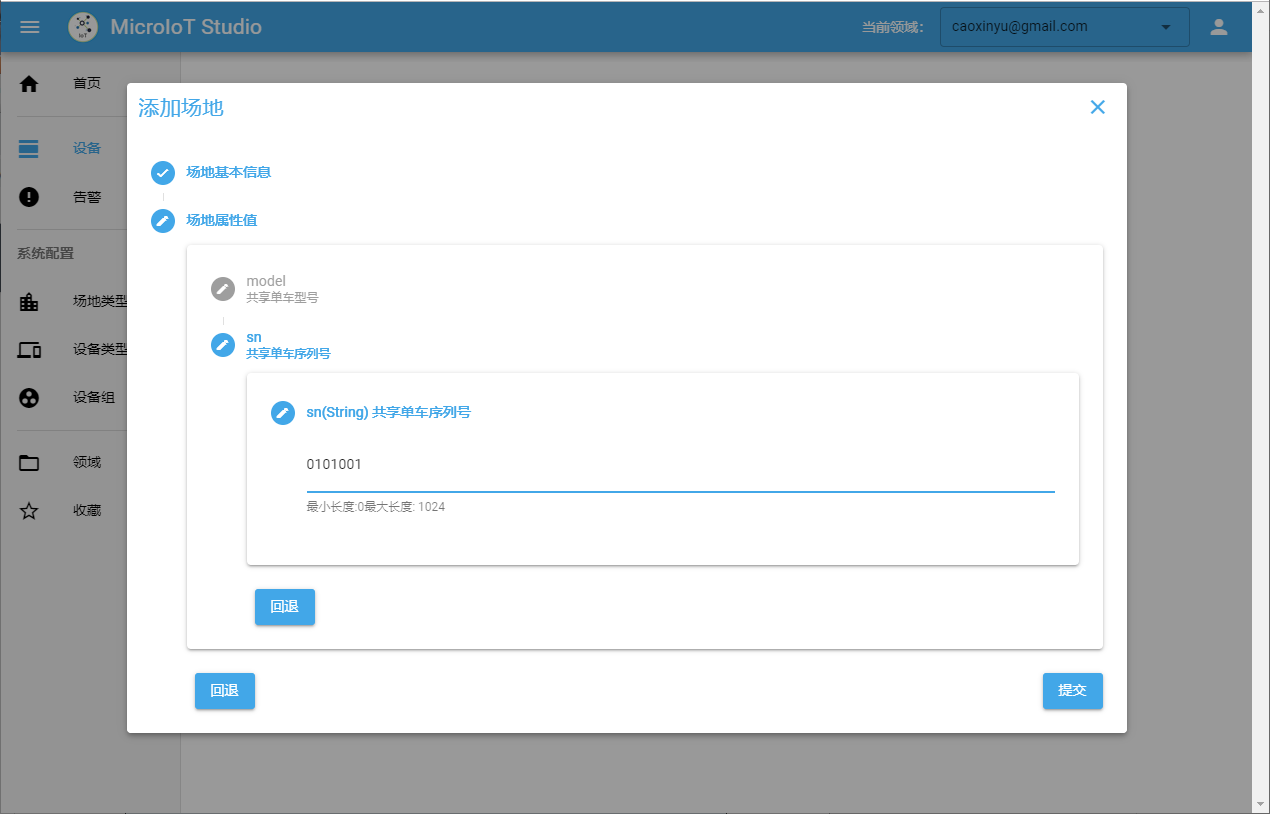 MicroIoT Studio
当前领域:
caoxinyu@gmail.com
首页
设备
告警
系统配置
场地类型
设备类型
设备组
领域
收藏
添加场地
场地基本信息
场地属性值
model
共享单车型号
sn
共享单车序列号
sn(String) 共享单车序列号
0101001
最小长度:0最大长度: 1024
回退
回退
提交